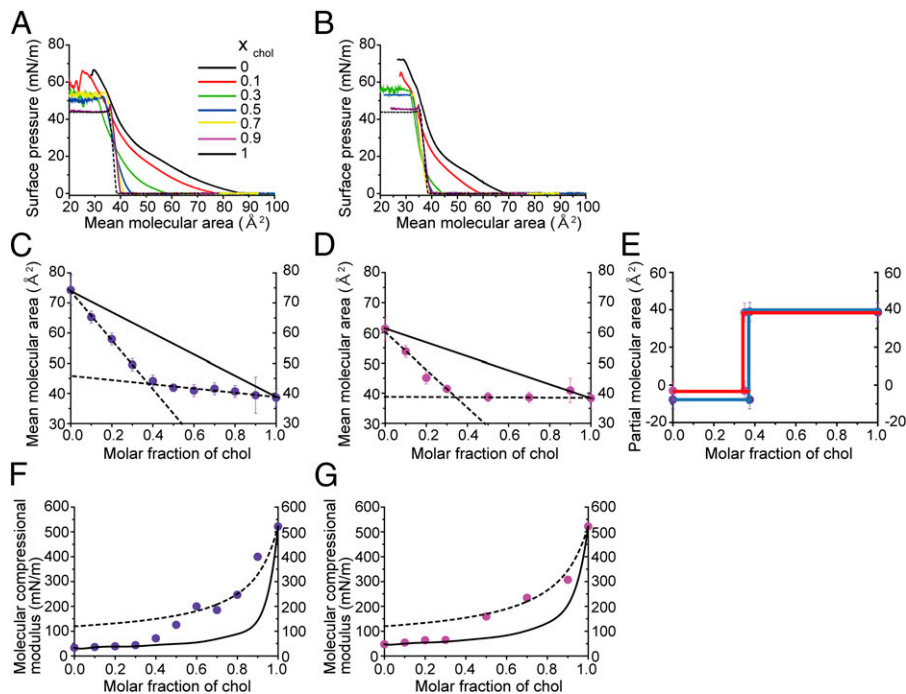 A
B
X chol
0
0.1
0.3
0.5
0.7
0.9
1
Surface pressure (mN/m)
80
60
40
20
0
20 30 40 50 60 70 80 90 100
Mean molecular area (Å²)
Surface pressure (mN/m)
80
60
40
20
0
20 30 40 50 60 70 80 90 100
Mean molecular area (Å²)
C
Mean molecular area (Å²)
80
70
60
50
40
30
80
70
60
50
40
30
0.0 0.2 0.4 0.6 0.8 1.0
Molar fraction of chol
D
Mean molecular area (Å²)
80
70
60
50
40
30
80
70
60
50
40
30
0.0 0.2 0.4 0.6 0.8 1.0
Molar fraction of chol
E
Partial molecular area (Å²)
60
40
20
0
-20
60
40
20
0
-20
0.0 0.2 0.4 0.6 0.8 1.0
Molar fraction of chol
F
Molecular compressional
modulus (mN/m)
600
500
400
300
200
100
0
600
500
400
300
200
100
0
0.0 0.2 0.4 0.6 0.8 1.0
Molar fraction of chol
G
Molecular compressional
modulus (mN/m)
600
500
400
300
200
100
0
600
500
400
300
200
100
0
0.0 0.2 0.4 0.6 0.8 1.0
Molar fraction of chol